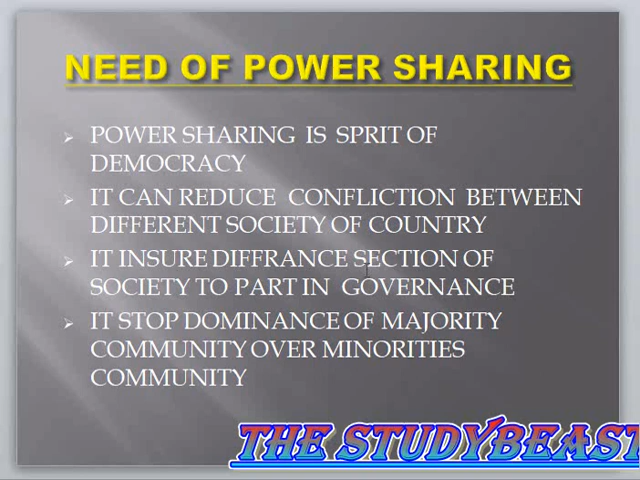 NEED OF POWER SHARING
POWER SHARING IS SPRIT OF
DEMOCRACY
IT CAN REDUCE CONFLICTION BETWEEN
DIFFERENT SOCIETY OF COUNTRY
IT INSURE DIFFRANCE SECTION OF
SOCIETY TO PART IN GOVERNANCE
IT STOP DOMINANCE OF MAJORITY
COMMUNITY OVER MINORITIES
COMMUNITY
THE STUDYBEAST